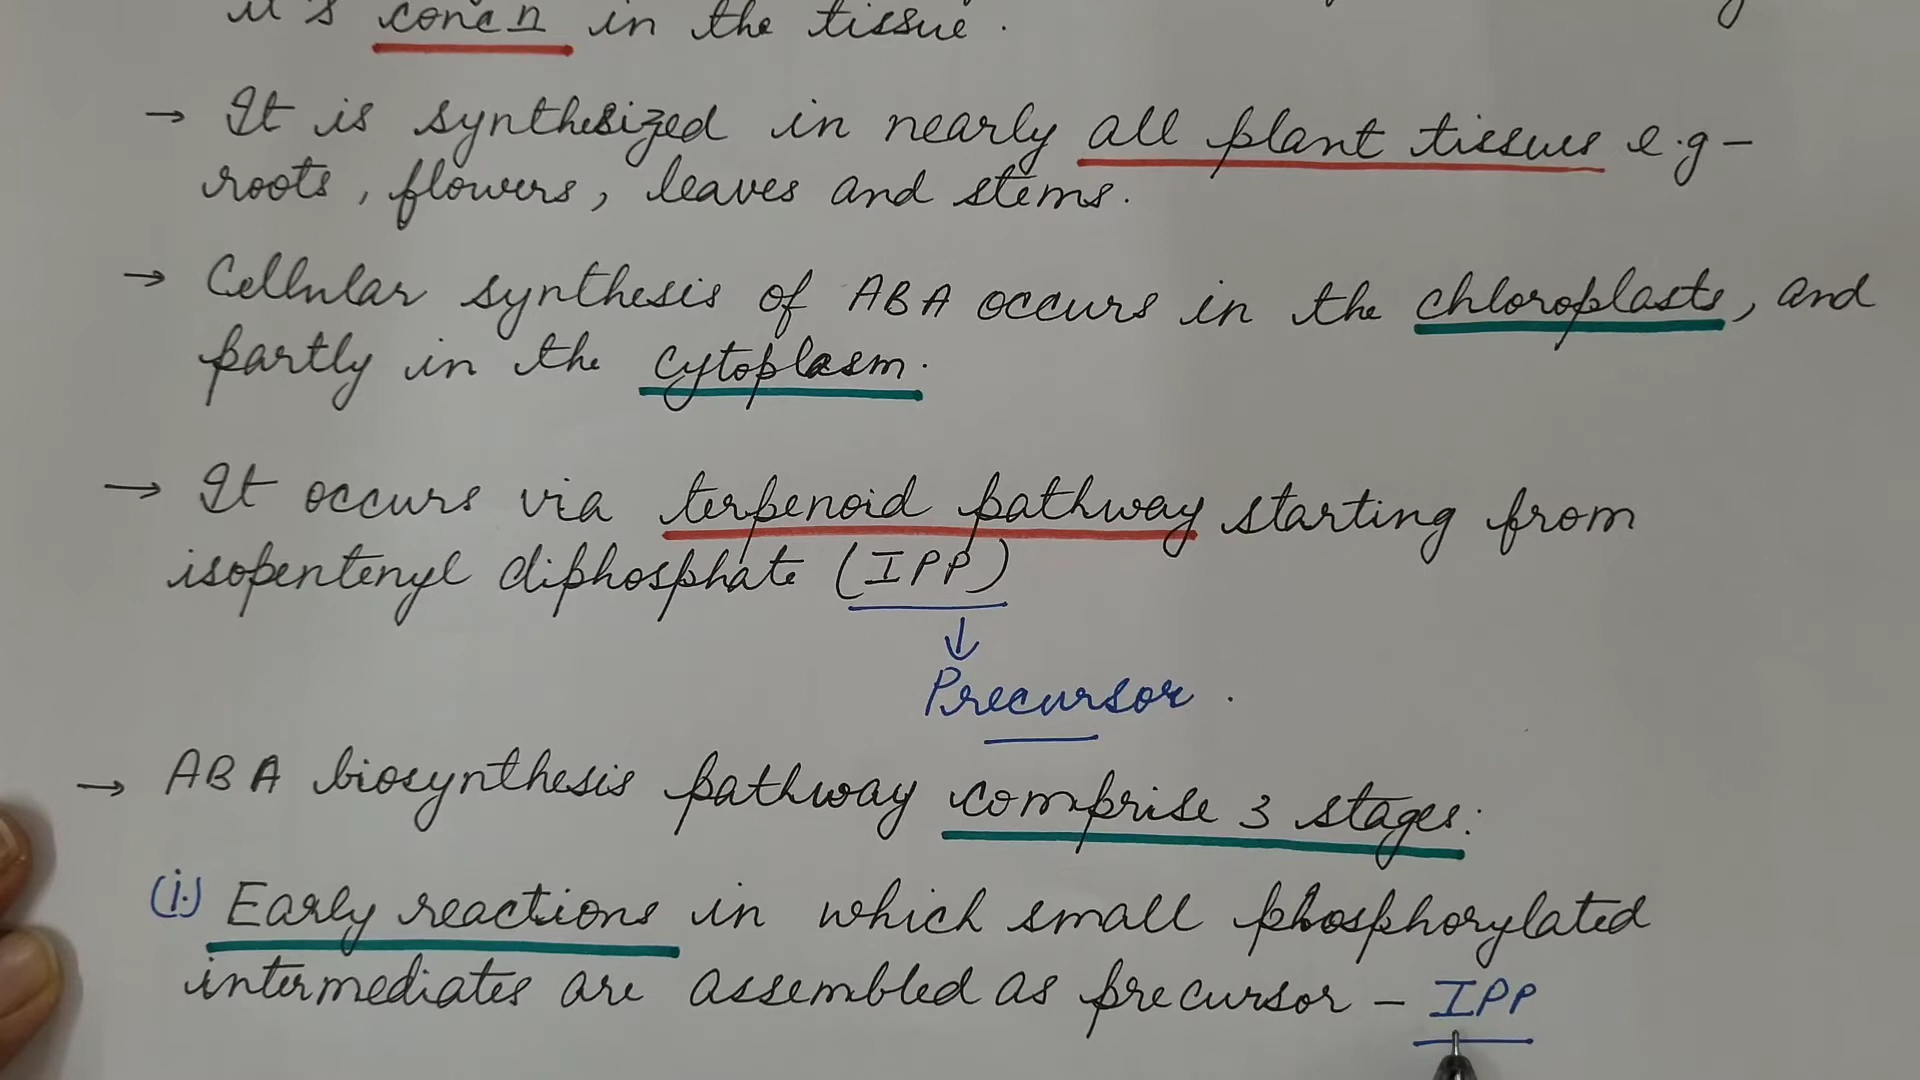 it's concn in the tissue.
→ It is synthesized in nearly all plant tissues e.g-
roots, flowers, leaves and stems.
→ Cellular synthesis of ABA occurs in the chloroplasts, and
partly in the cytoplasm.
→ It occurs via terpenoid pathway starting from
isopentenyl diphosphate (IPP)
↓
Precursor.
→ ABA biosynthesis pathway comprise 3 stages:
(i.) Early reactions in which small phosphorylated
intermediates are assembled as precursor - IPP